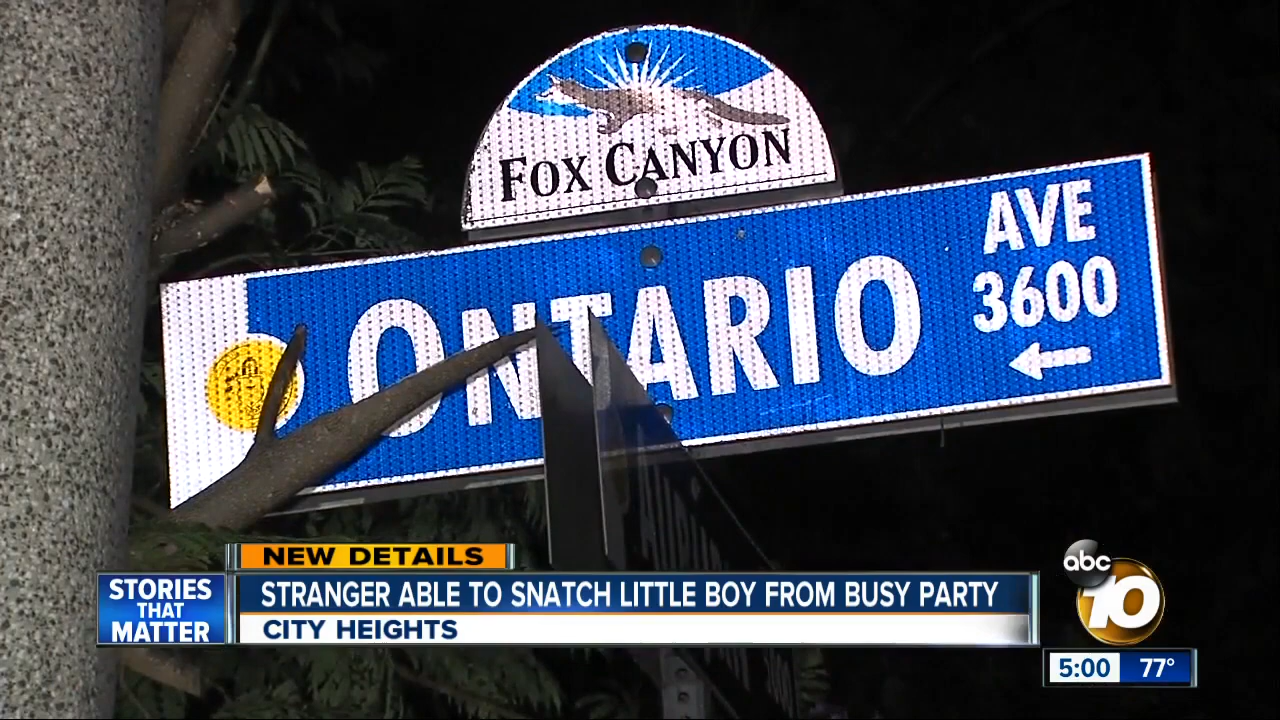 FOX CANYON
ONTARIO AVE
3600
NEW DETAILS
STORIES
THAT
MATTER
STRANGER ABLE TO SNATCH LITTLE BOY FROM BUSY PARTY
CITY HEIGHTS
abc
10
5:00 77°